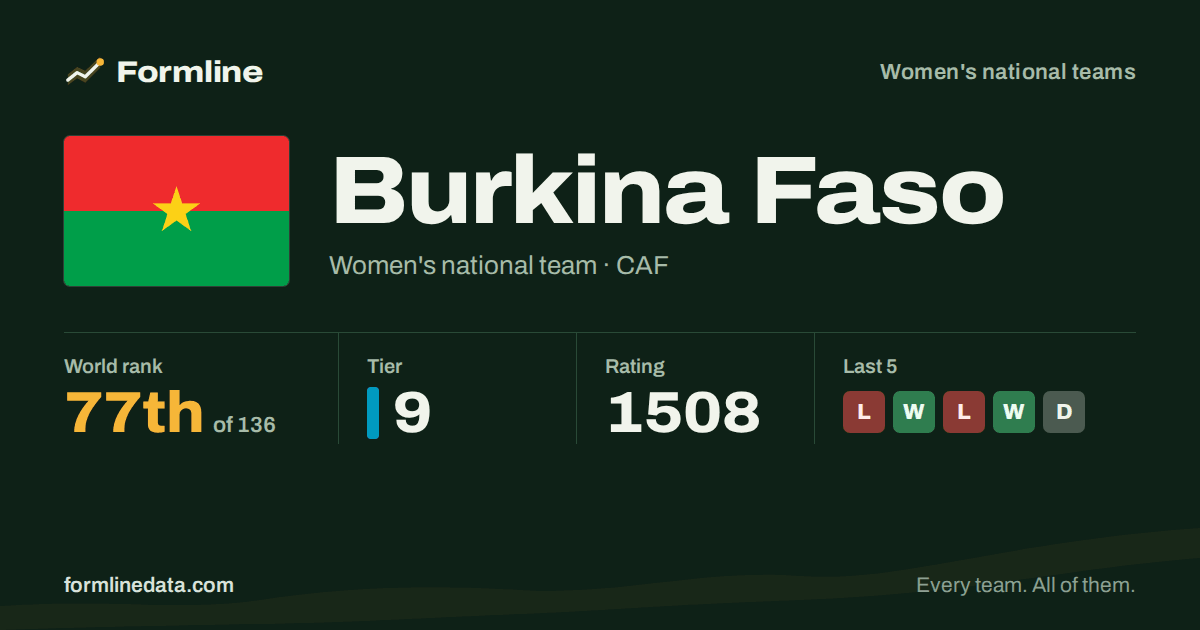 Formline
Women's national teams
Burkina Faso
Women's national team · CAF
World rank
77th of 136
Tier
9
Rating
1508
Last 5
L W L W D
formlinedata.com
Every team. All of them.